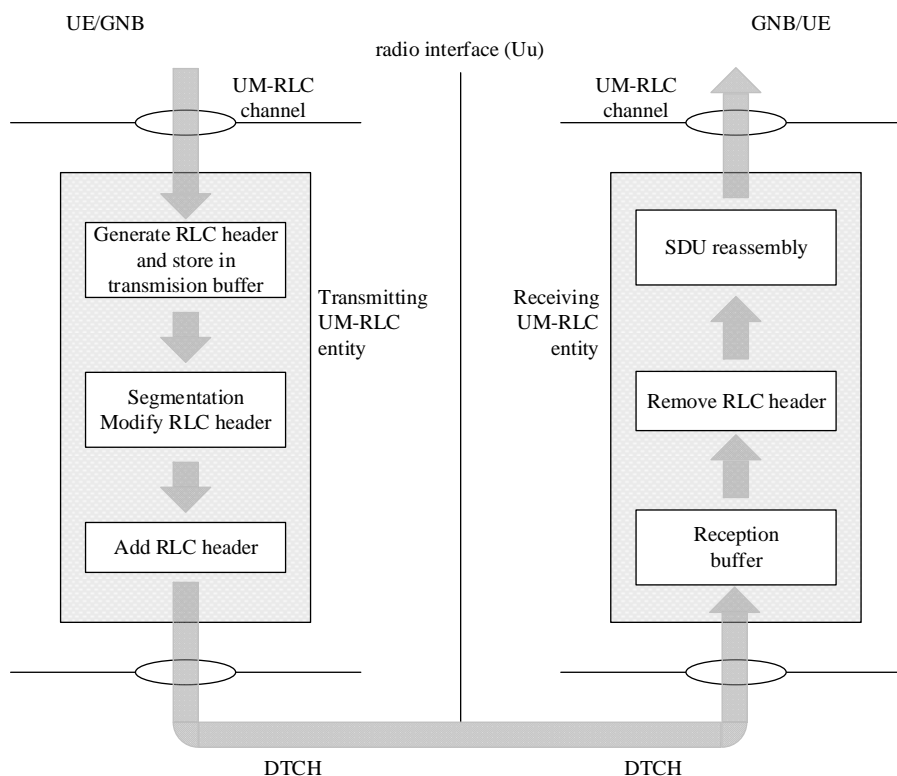 UE/GNB
GNB/UE
radio interface (Uu)
UM-RLC
channel
UM-RLC
channel
Generate RLC header
and store in
transmision buffer
Transmitting
UM-RLC
entity
Segmentation
Modify RLC header
Add RLC header
Receiving
UM-RLC
entity
SDU reassembly
Remove RLC header
Reception
buffer
DTCH
DTCH